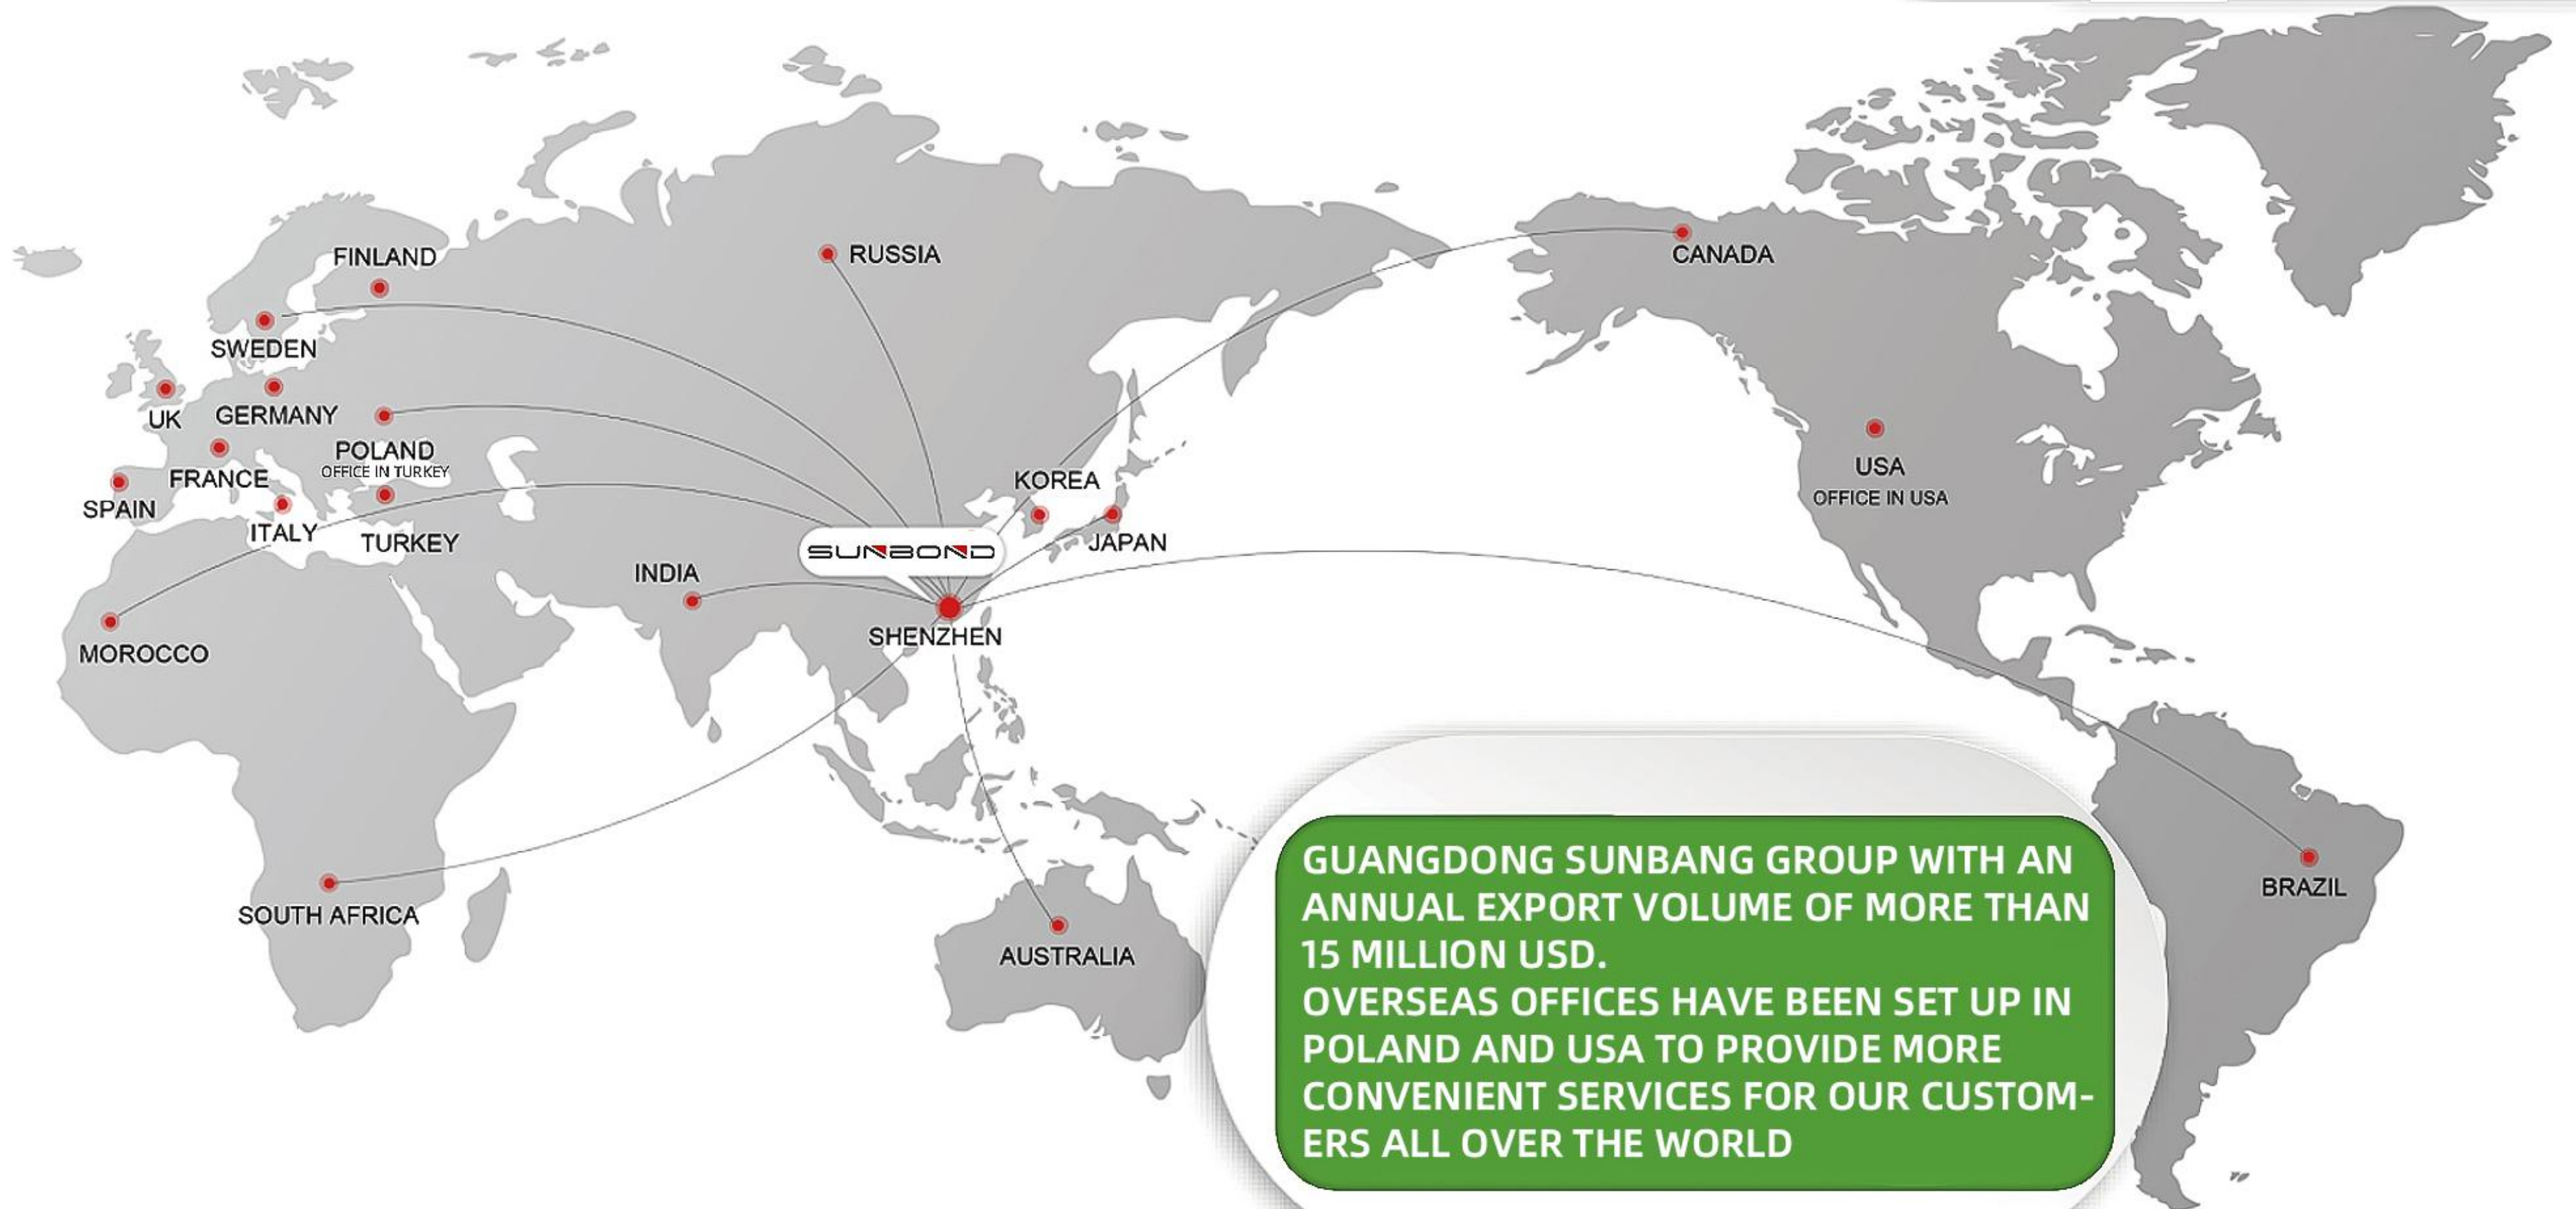 FINLAND
RUSSIA
CANADA
SWEDEN
UK
GERMANY
POLAND
OFFICE IN TURKEY
FRANCE
SPAIN
ITALY
TURKEY
KOREA
JAPAN
USA
OFFICE IN USA
SUNBOND
INDIA
SHENZHEN
MOROCCO
SOUTH AFRICA
AUSTRALIA
BRAZIL
GUANGDONG SUNBANG GROUP WITH AN
ANNUAL EXPORT VOLUME OF MORE THAN
15 MILLION USD.
OVERSEAS OFFICES HAVE BEEN SET UP IN
POLAND AND USA TO PROVIDE MORE
CONVENIENT SERVICES FOR OUR CUSTOM-
ERS ALL OVER THE WORLD